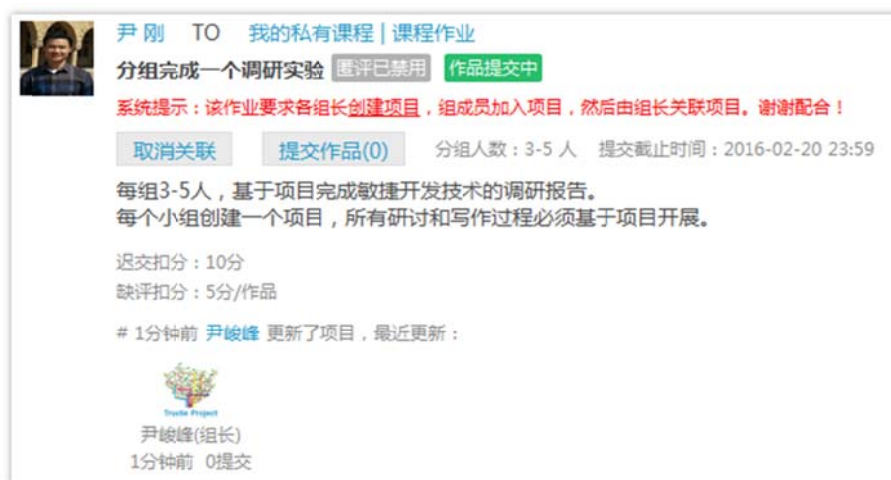 尹 刚 TO 我的私有课程 | 课程作业
分组完成一个调研实验 匿评已禁用 作品提交中
系统提示：该作业要求各组长创建项目，组成员加入项目，然后由组长关联项目。谢谢配合！
取消关联 提交作品(0) 分组人数：3-5 人 提交截止时间：2016-02-20 23:59
每组3-5人，基于项目完成敏捷开发技术的调研报告。
每个小组创建一个项目，所有研讨和写作过程必须基于项目开展。
迟交扣分：10分
缺评扣分：5分/作品
# 1分钟前 尹峻峰 更新了项目，最近更新：
Trustie Project
尹峻峰(组长)
1分钟前 0提交